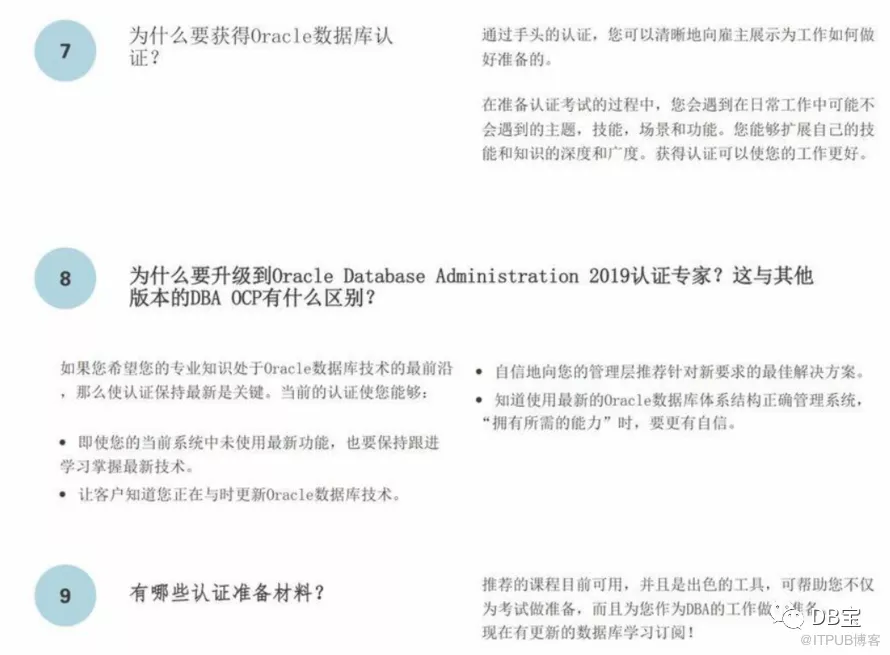 7
为什么要获得Oracle数据库认
证？
通过手头的认证，您可以清晰地向雇主展示为工作如何做
好准备的。
在准备认证考试的过程中，您会遇到在日常工作中可能不
会遇到的主题，技能，场景和功能。您能够扩展自己的技
能和知识的深度和广度。获得认证可以使您的工作更好。
8
为什么要升级到Oracle Database Administration 2019认证专家？这与其他
版本的DBA OCP有什么区别？
如果您希望您的专业知识处于Oracle数据库技术的最前沿
，那么使认证保持最新是关键。当前的认证使您能够：
• 即使您的当前系统中未使用最新功能，也要保持跟进
学习掌握最新技术。
• 让客户知道您正在与时更新Oracle数据库技术。
• 自信地向您的管理层推荐针对新要求的最佳解决方案。
• 知道使用最新的Oracle数据库体系结构正确管理系统，
“拥有所需的能力”时，要更有自信。
9
有哪些认证准备材料？
推荐的课程目前可用，并且是出色的工具，可帮助您不仅
为考试做准备，而且为您作为DBA的工作做 准备
现在有更新的数据库学习订阅！
DB宝
@ITPUB博客